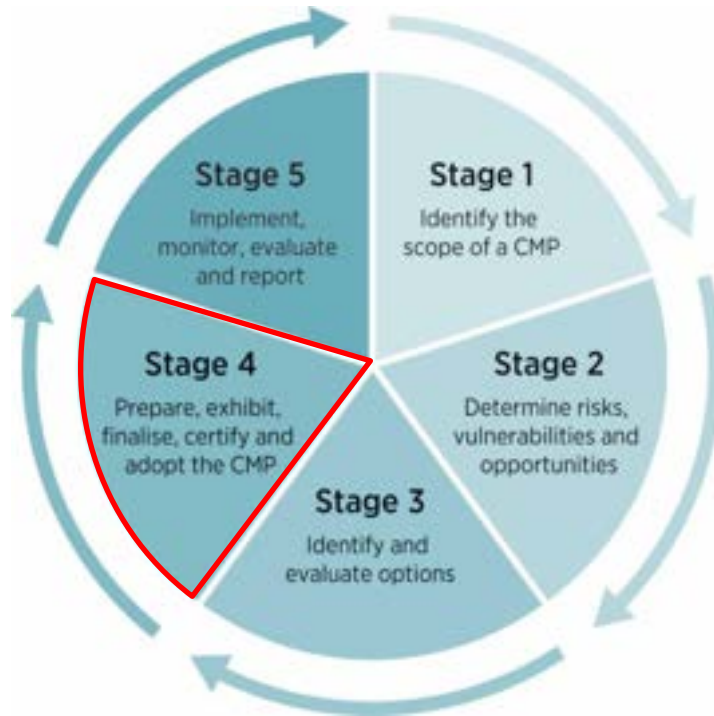 Stage 1
Identify the
scope of a CMP
Stage 2
Determine risks,
vulnerabilities and
opportunities
Stage 3
Identify and
evaluate options
Stage 4
Prepare, exhibit,
finalise, certify and
adopt the CMP
Stage 5
Implement,
monitor, evaluate
and report